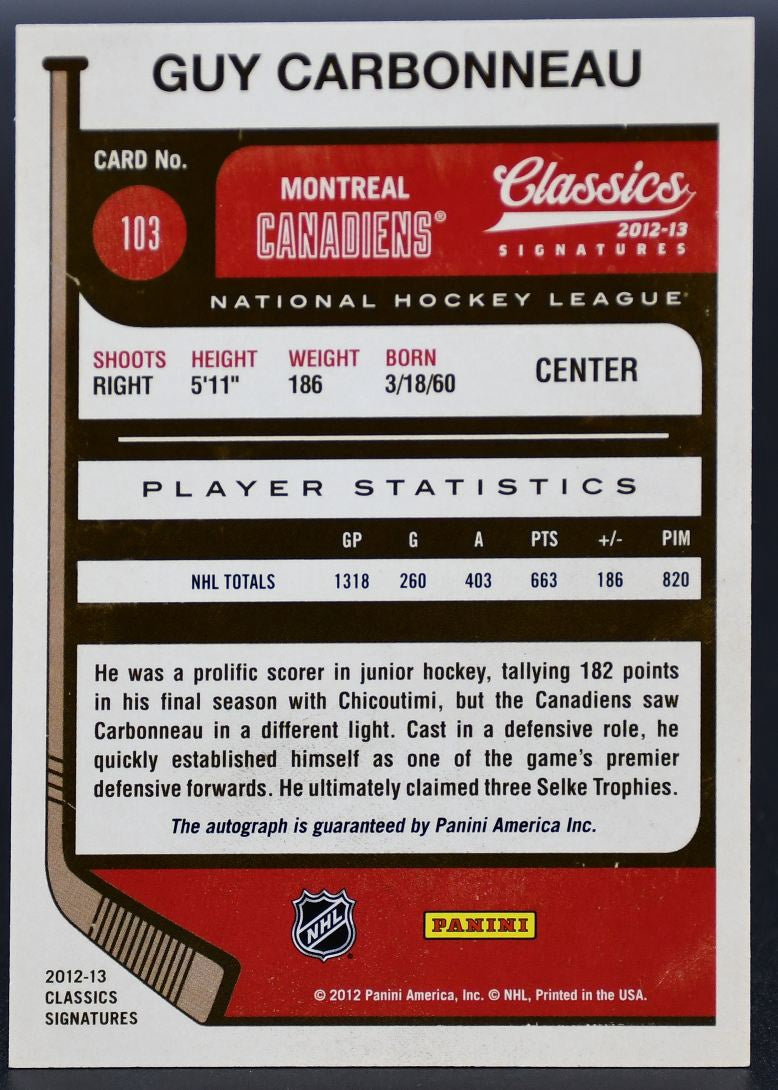 GUY CARBONNEAU
CARD No.
103
MONTREAL
CANADIENS®
Classics
2012-13
SIGNATURES
NATIONAL HOCKEY LEAGUE
SHOOTS HEIGHT WEIGHT BORN
RIGHT 5'11" 186 3/18/60
CENTER
PLAYER STATISTICS
GP G A PTS +/- PIM
NHL TOTALS 1318 260 403 663 186 820
He was a prolific scorer in junior hockey, tallying 182 points
in his final season with Chicoutimi, but the Canadiens saw
Carbonneau in a different light. Cast in a defensive role, he
quickly established himself as one of the game's premier
defensive forwards. He ultimately claimed three Selke Trophies.
The autograph is guaranteed by Panini America Inc.
NHL
PANINI
2012-13
CLASSICS
SIGNATURES
© 2012 Panini America, Inc. © NHL, Printed in the USA.